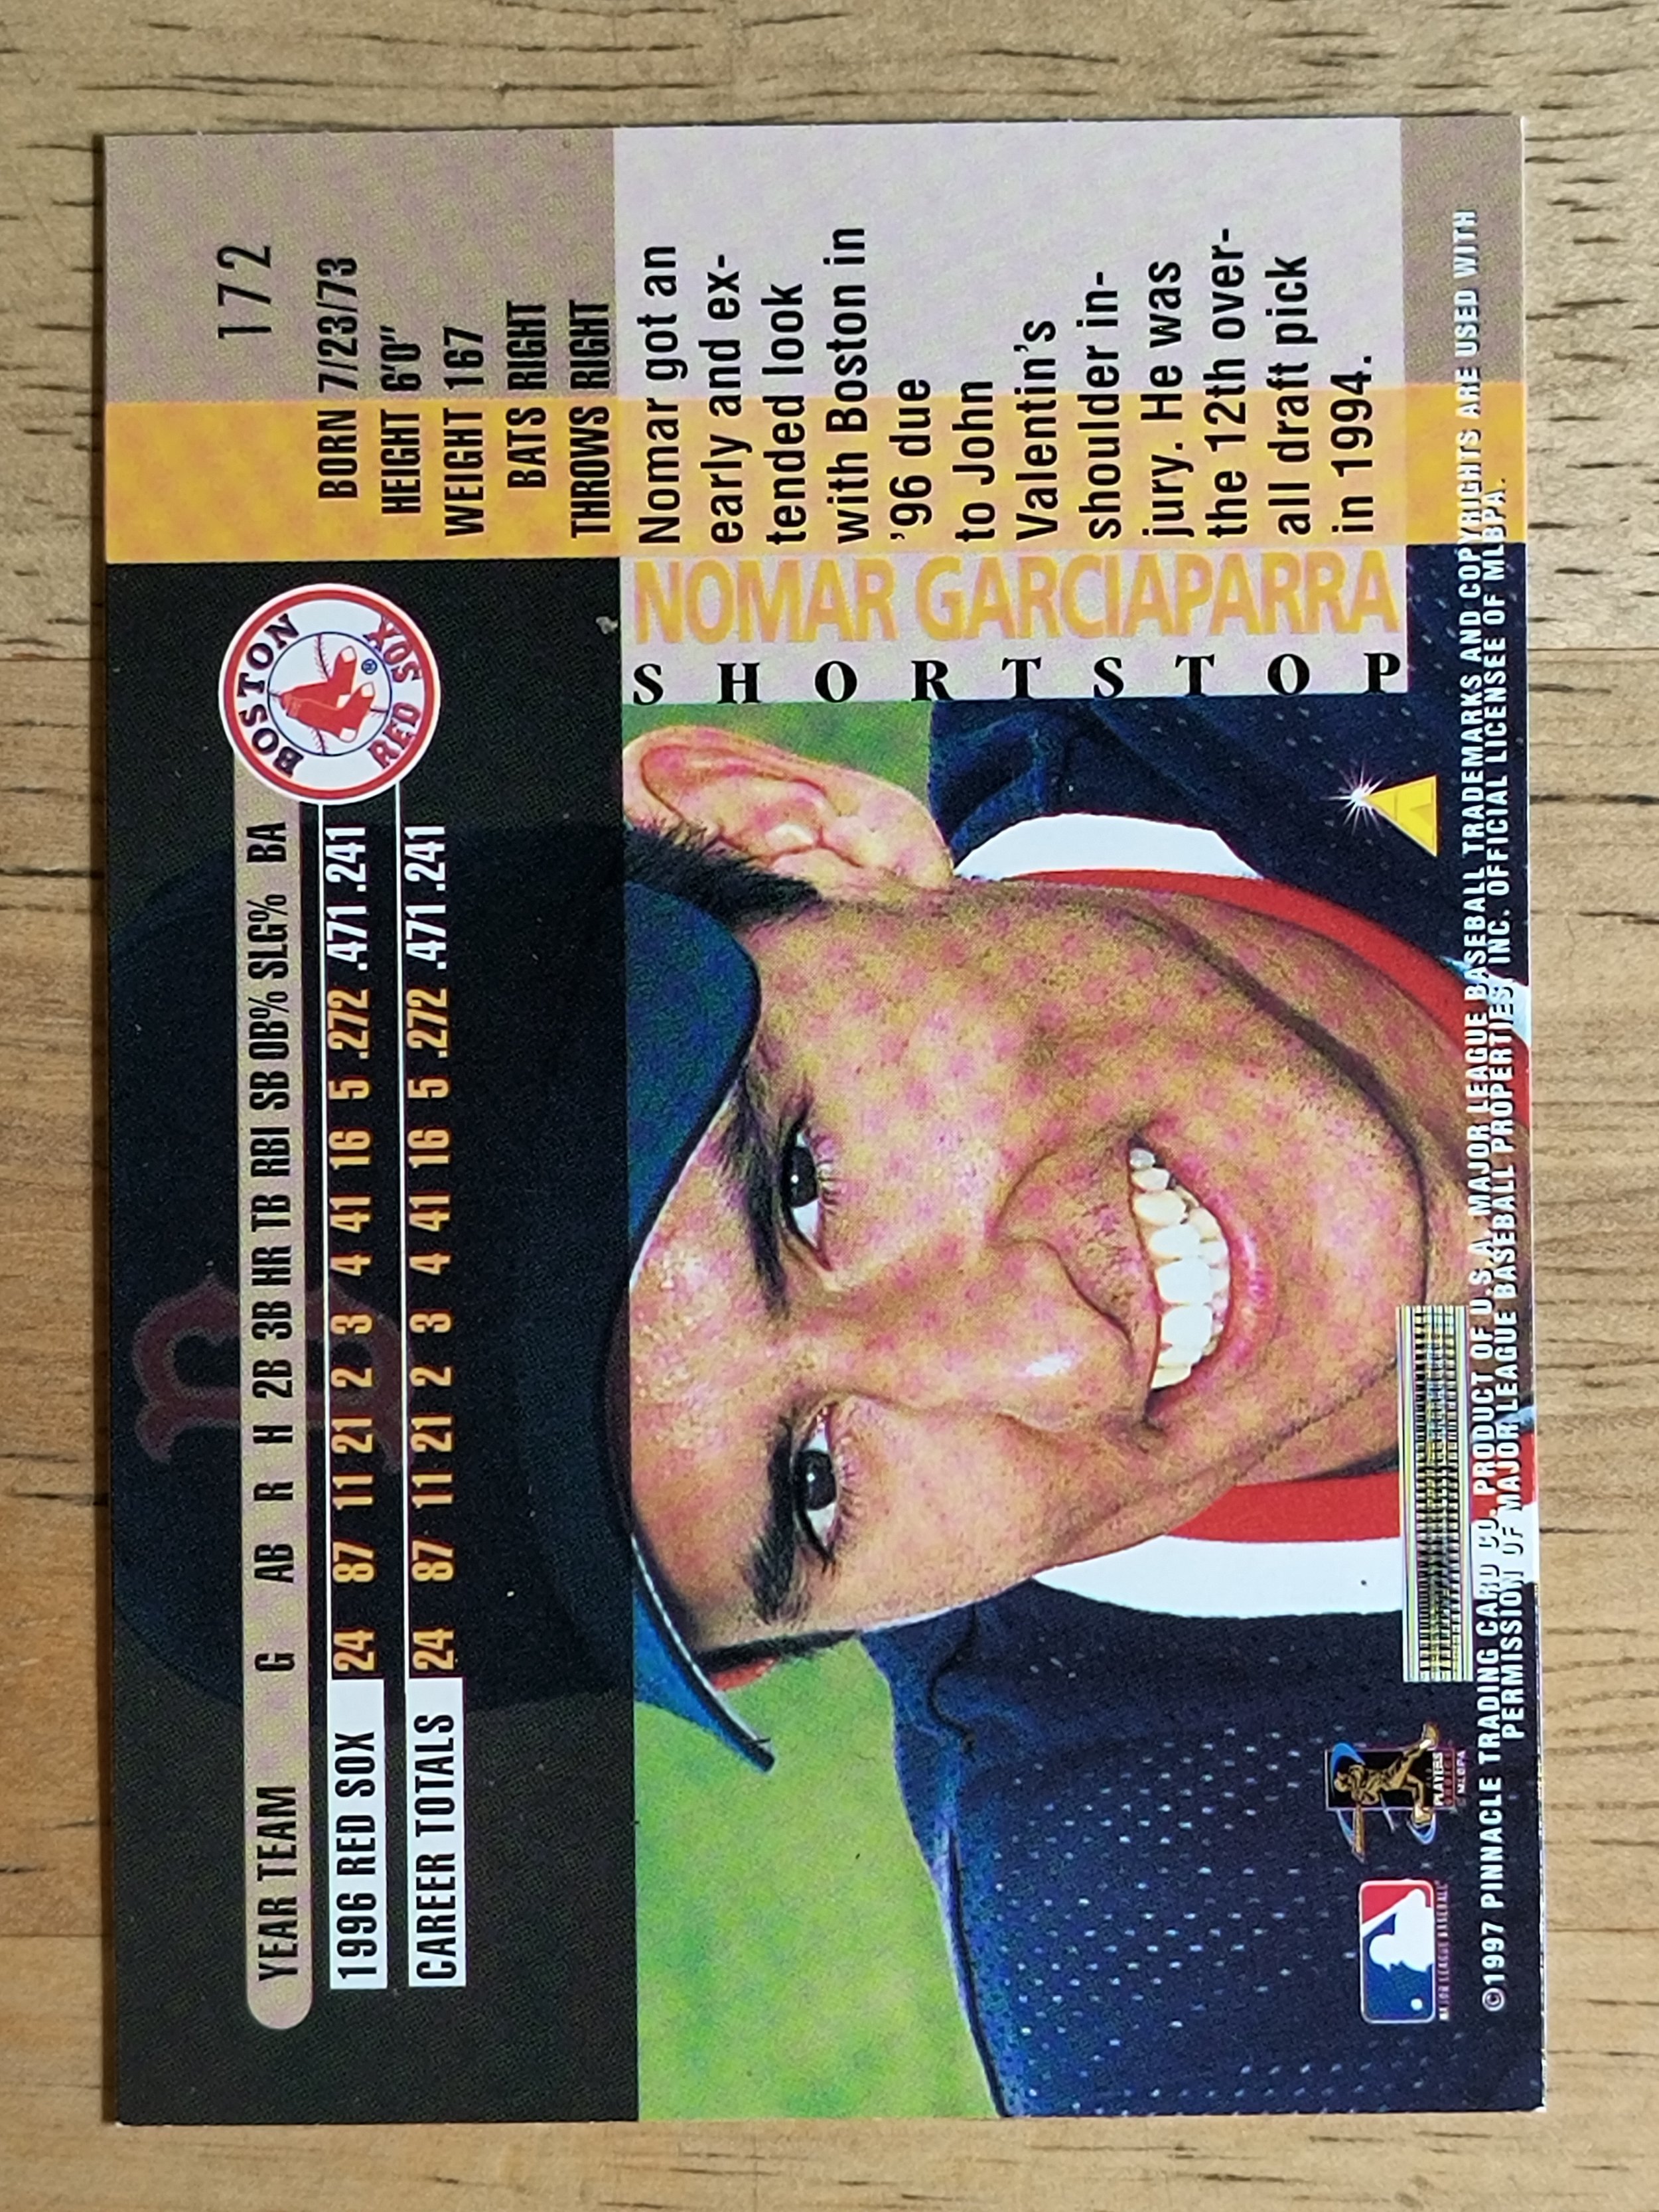 172
BORN 7/23/73
HEIGHT 6'0"
WEIGHT 167
BATS RIGHT
THROWS RIGHT
BOSTON
RED SOX
®
YEAR TEAM G AB R H 2B 3B HR TB RBI SB OB% SLG% BA
1996 RED SOX 24 87 11 21 2 3 4 41 16 5 .272 .471 .241
CAREER TOTALS 24 87 11 21 2 3 4 41 16 5 .272 .471 .241
B
Nomar got an
early and ex-
tended look
with Boston in
'96 due
to John
Valentin's
shoulder in-
jury. He was
the 12th over-
all draft pick
in 1994.
NOMAR GARCIAPARRA
SHORTSTOP
MAJOR LEAGUE BASEBALL
PLAYERS
CHOICE
MLBPA
©1997 PINNACLE TRADING CARD CO. PRODUCT OF U.S.A. MAJOR LEAGUE BASEBALL TRADEMARKS AND COPYRIGHTS ARE USED WITH
PERMISSION OF MAJOR LEAGUE BASEBALL PROPERTIES, INC. OFFICIAL LICENSEE OF MLBPA.